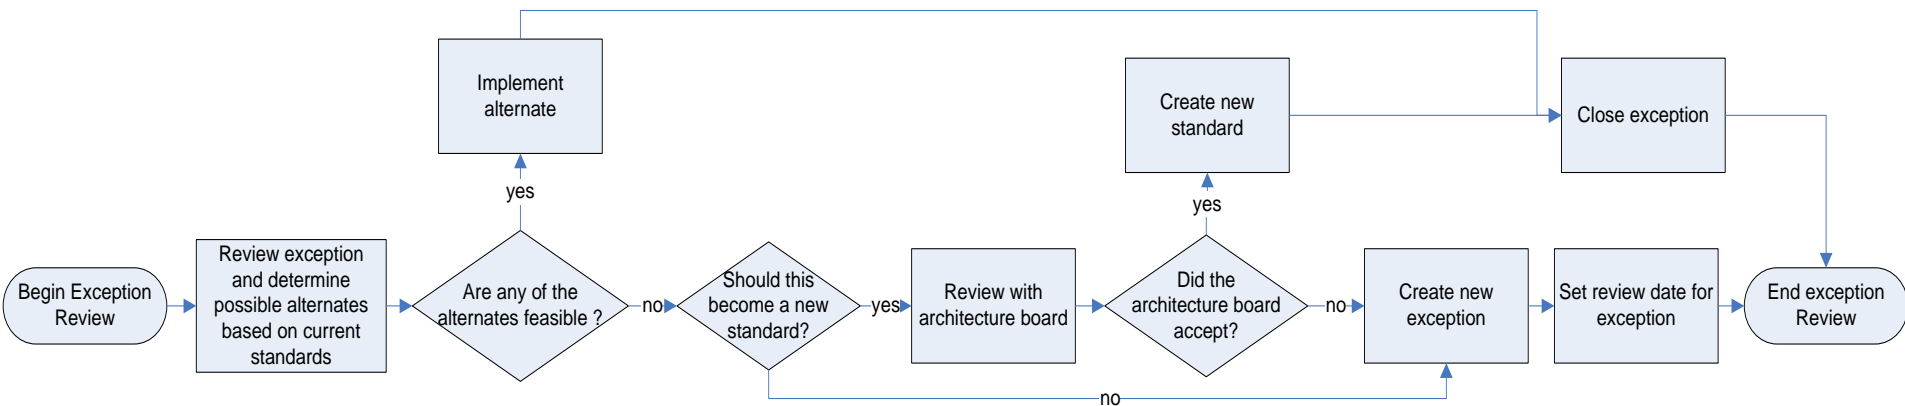 Implement
alternate
Create new
standard
Close exception
yes
yes
Begin Exception
Review
Review exception
and determine
possible alternates
based on current
standards
Are any of the
alternates feasible ?
no
Should this
become a new
standard?
yes
Review with
architecture board
Did the
architecture board
accept?
no
Create new
exception
Set review date for
exception
End exception
Review
no